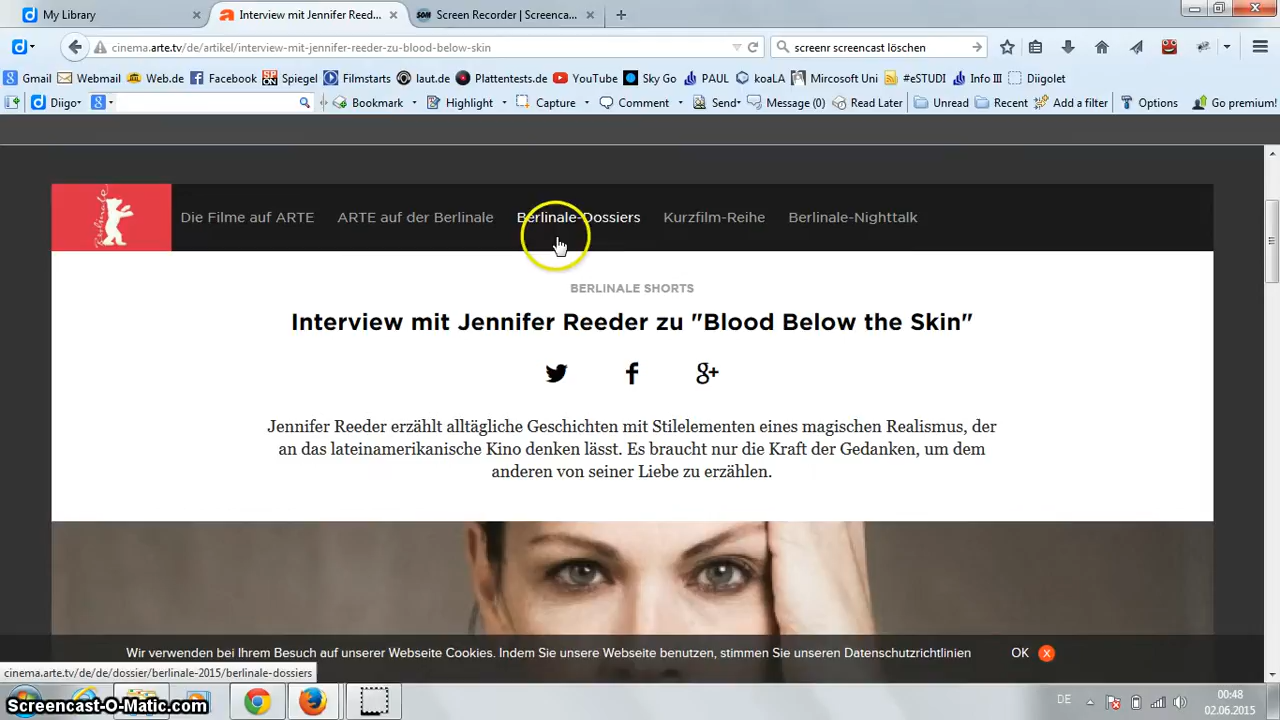 My Library
Interview mit Jennifer Reed...
Screen Recorder | Screenca...
cinema.arte.tv/de/artikel/interview-mit-jennifer-reeder-zu-blood-below-skin
screenr screencast löschen
Gmail Webmail Web.de Facebook Spiegel Filmstarts laut.de Plattentests.de YouTube Sky Go PAUL koaLA Mircosoft Uni #eSTUDI Info III Diigolet
Diigo Bookmark Highlight Capture Comment Send Message (0) Read Later Unread Recent Add a filter Options Go premium!
Berlinale
Die Filme auf ARTE ARTE auf der Berlinale Berlinale-Dossiers Kurzfilm-Reihe Berlinale-Nighttalk
BERLINALE SHORTS
Interview mit Jennifer Reeder zu "Blood Below the Skin"
Jennifer Reeder erzählt alltägliche Geschichten mit Stilelementen eines magischen Realismus, der
an das lateinamerikanische Kino denken lässt. Es braucht nur die Kraft der Gedanken, um dem
anderen von seiner Liebe zu erzählen.
Wir verwenden bei Ihrem Besuch auf unserer Webseite Cookies. Indem Sie unsere Webseite benutzen, stimmen Sie unseren Datenschutzrichtlinien OK
cinema.arte.tv/de/de/dossier/berlinale-2015/berlinale-dossiers
Screencast-O-Matic.com
DE
00:48
02.06.2015